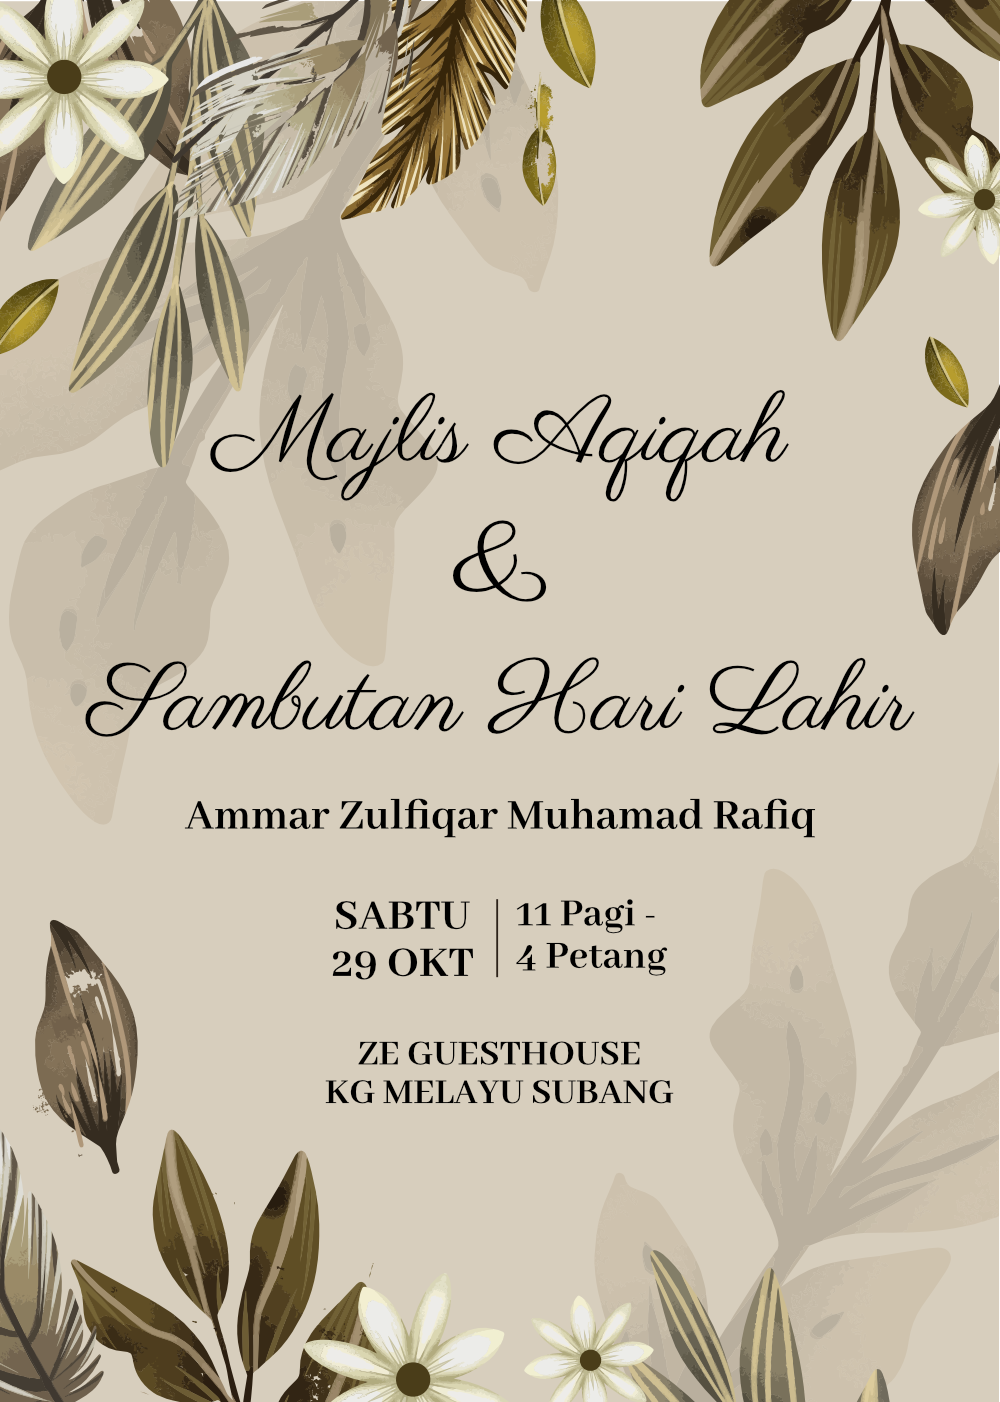 Majlis Aqiqah
&
Sambutan Hari Lahir
Ammar Zulfiqar Muhamad Rafiq
SABTU
29 OKT
11 Pagi -
4 Petang
ZE GUESTHOUSE
KG MELAYU SUBANG